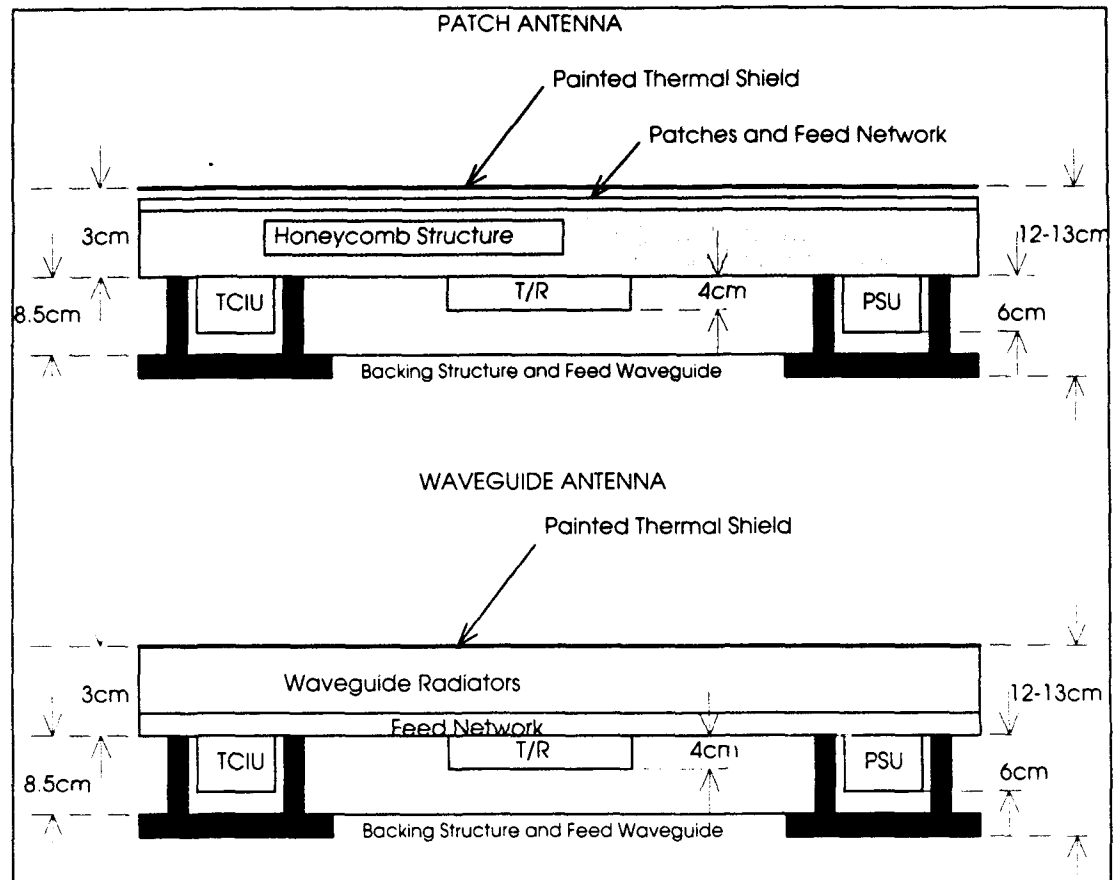 PATCH ANTENNA
Painted Thermal Shield
Patches and Feed Network
3cm
Honeycomb Structure
12-13cm
8.5cm
TCIU
T/R
4cm
PSU
6cm
Backing Structure and Feed Waveguide
WAVEGUIDE ANTENNA
Painted Thermal Shield
3cm
Waveguide Radiators
12-13cm
Feed Network
8.5cm
TCIU
T/R
4cm
PSU
6cm
Backing Structure and Feed Waveguide